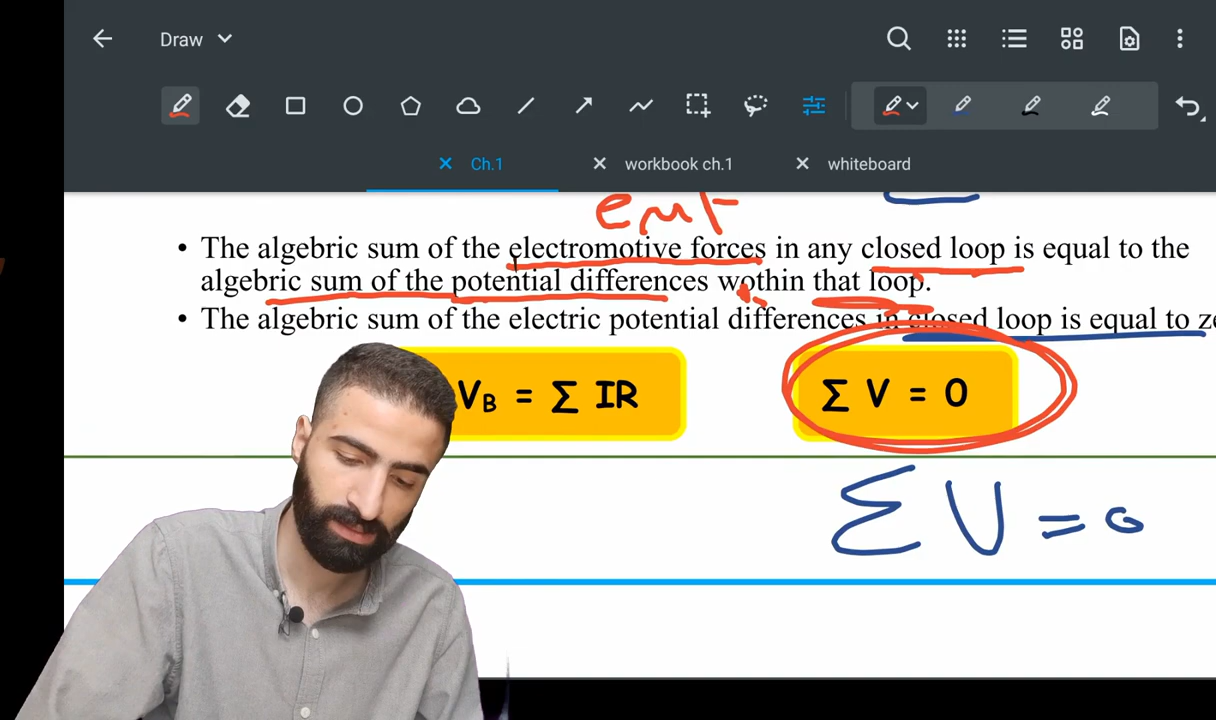 Draw
Ch.1
workbook ch.1
whiteboard
emf
• The algebric sum of the electromotive forces in any closed loop is equal to the
algebric sum of the potential differences wothin that loop.
• The algebric sum of the electric potential differences in closed loop is equal to ze
V_B = Σ IR
Σ V = 0
Σ V = 0